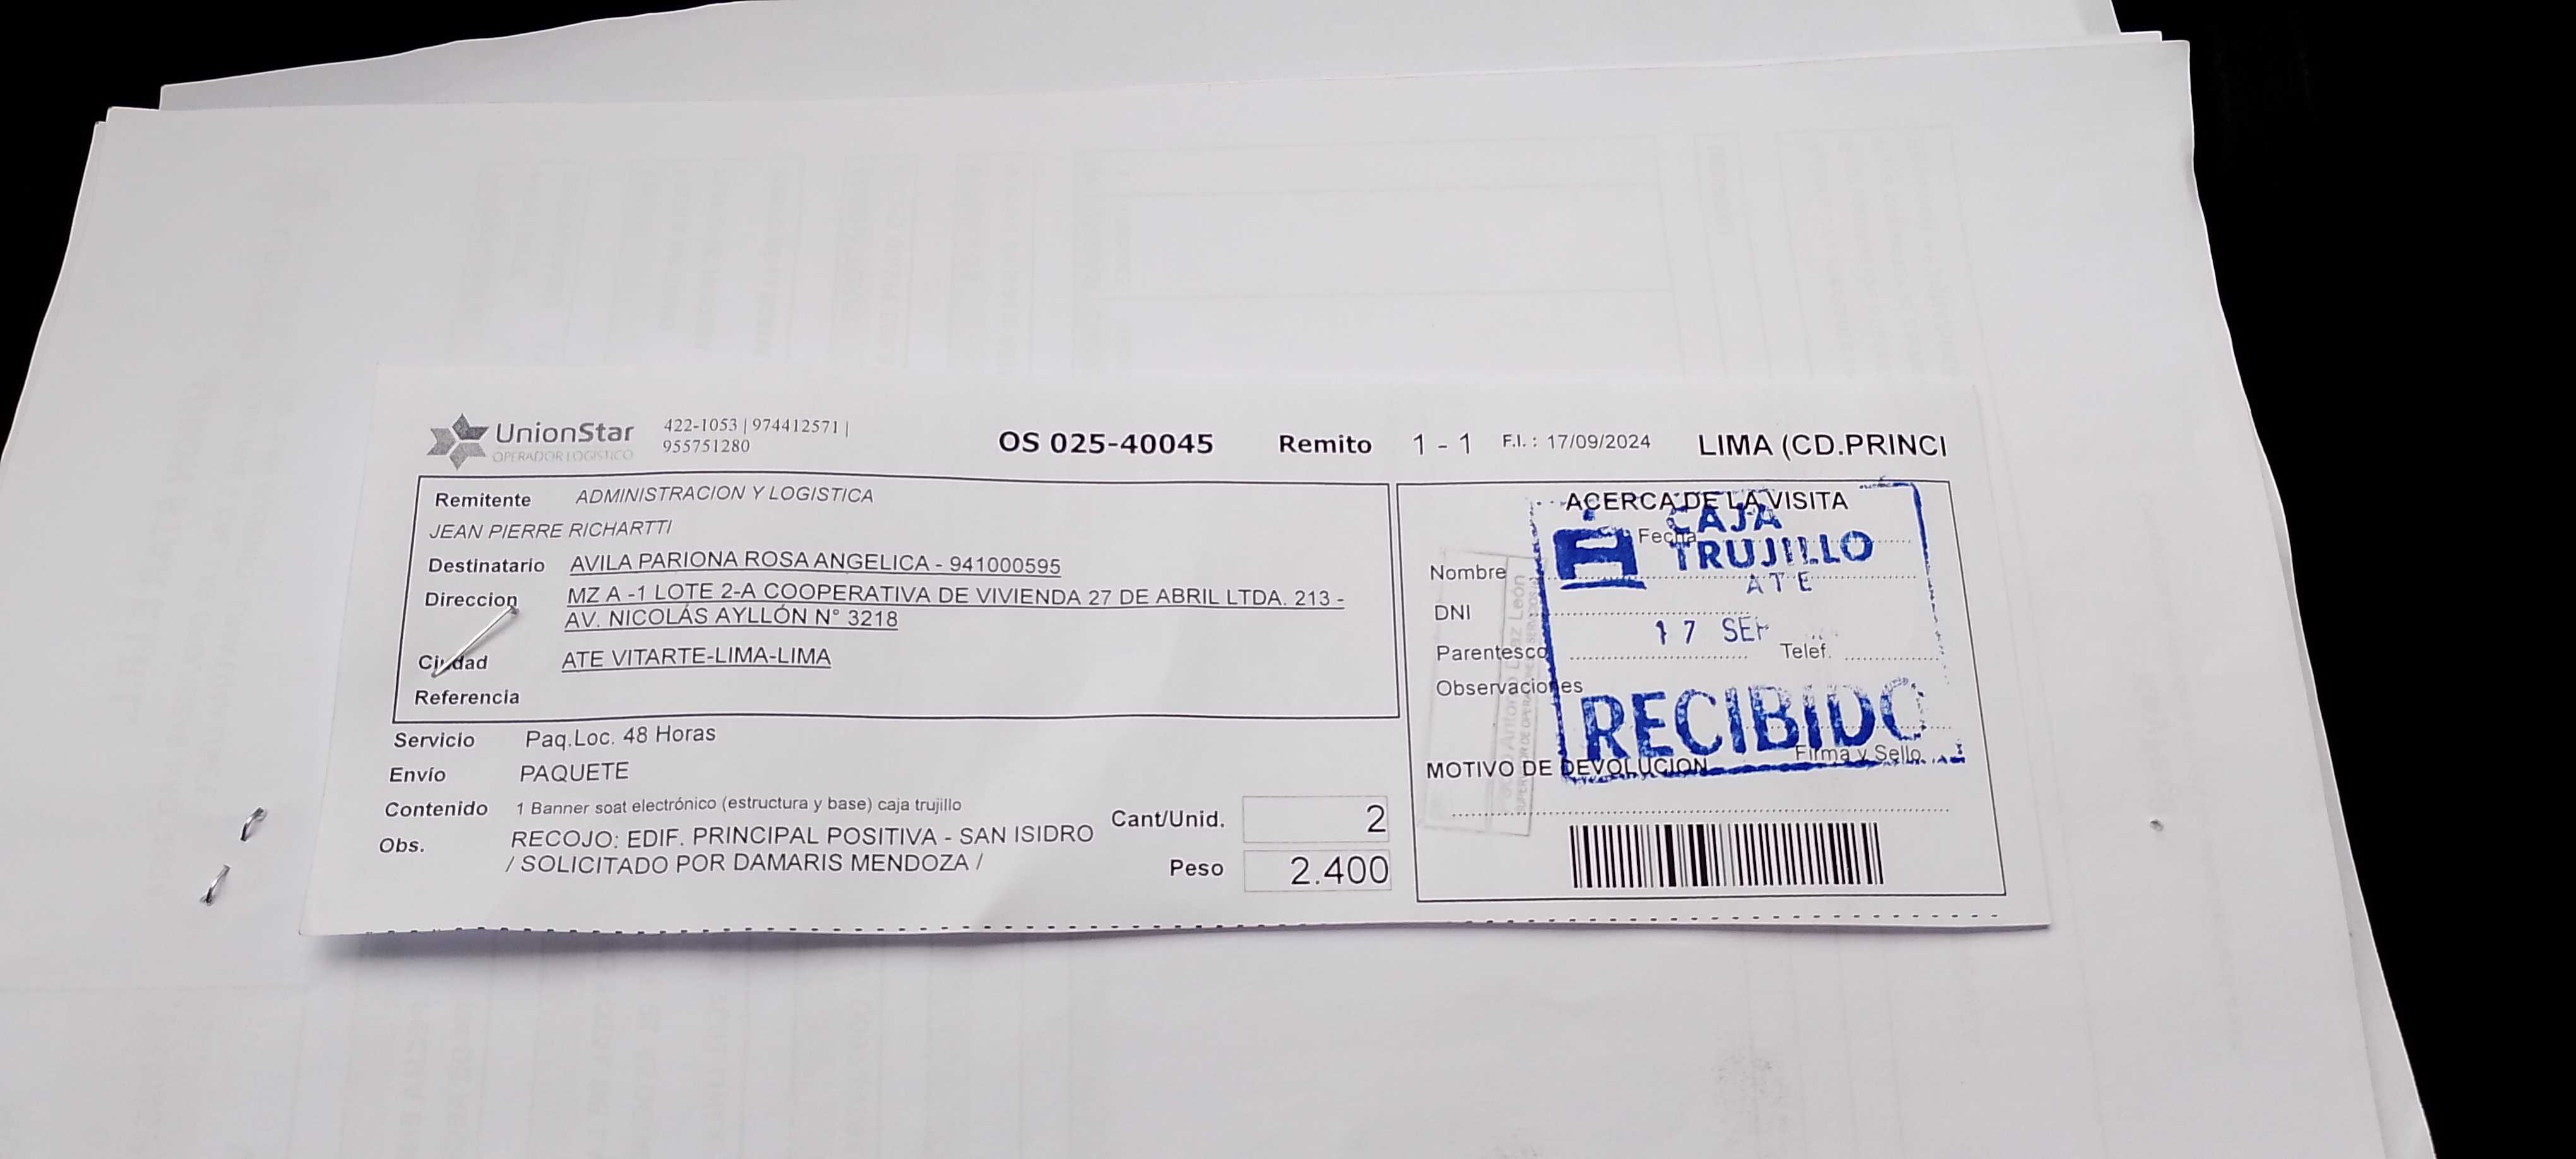 UnionStar
OPERADOR LOGISTICO
422-1053 | 974412571 |
955751280
OS 025-40045 Remito 1 - 1 F.I. : 17/09/2024 LIMA (CD.PRINCI
Remitente ADMINISTRACION Y LOGISTICA
JEAN PIERRE RICHARTTI
Destinatario AVILA PARIONA ROSA ANGELICA - 941000595
Direccion MZ A -1 LOTE 2-A COOPERATIVA DE VIVIENDA 27 DE ABRIL LTDA. 213 -
AV. NICOLÁS AYLLÓN N° 3218
Ciudad ATE VITARTE-LIMA-LIMA
Referencia
Servicio Paq.Loc. 48 Horas
Envío PAQUETE
Contenido 1 Banner soat electrónico (estructura y base) caja trujillo
Obs. RECOJO: EDIF. PRINCIPAL POSITIVA - SAN ISIDRO
/ SOLICITADO POR DAMARIS MENDOZA /
Cant/Unid. 2
Peso 2.400
ACERCA DE LA VISITA
Fecha
Nombre
DNI
Parentesco Telef.
Observaciones
Firma y Sello
MOTIVO DE DEVOLUCION
CAJA
TRUJILLO
ATE
17 SEP
RECIBIDO